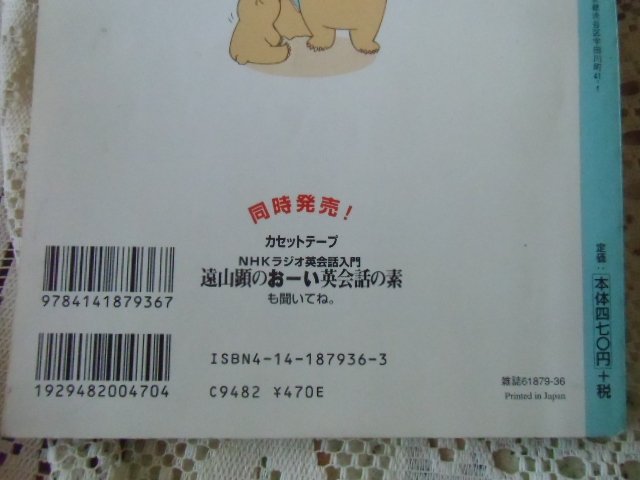 同時発売!
カセットテープ
NHKラジオ英会話入門
遠山顕のおーい英会話の素
も聞いてね。
9784141879367
1929482004704
ISBN4-14-187936-3
C9482 ¥470E
雑誌61879-36
Printed in Japan
定価:本体四七〇円+税